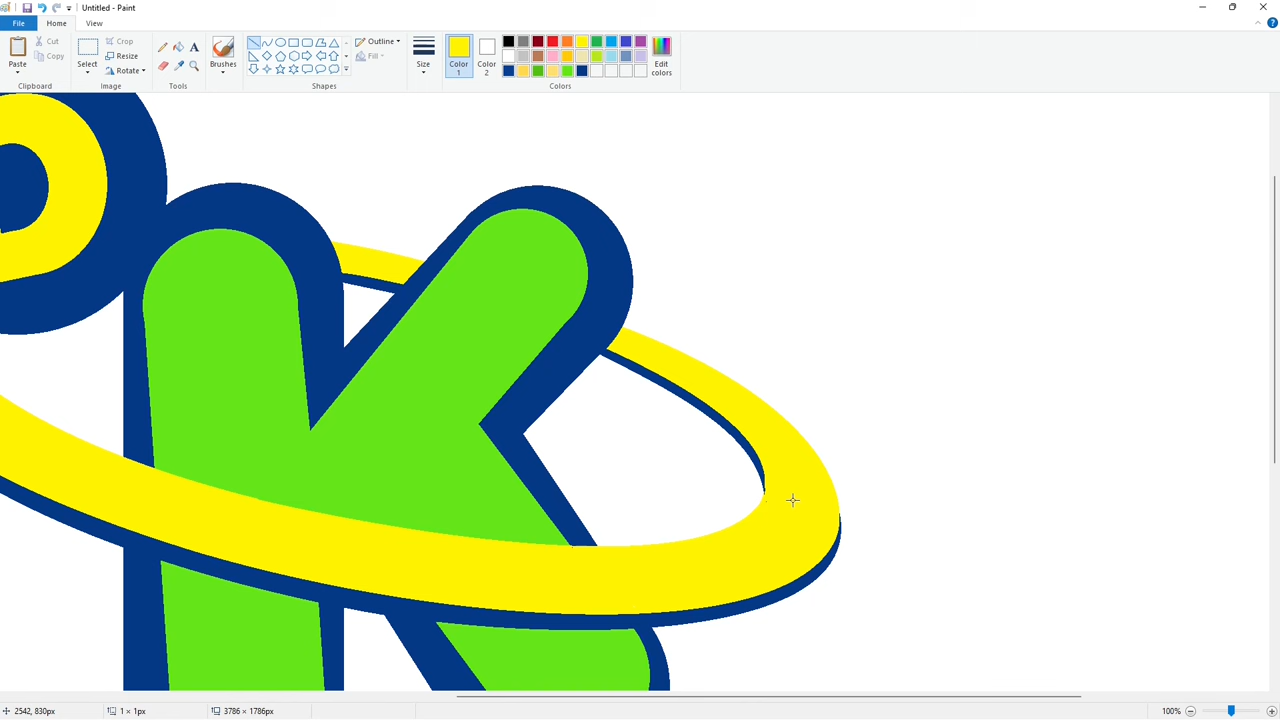 Untitled - Paint
File Home View
Paste
Cut
Copy
Clipboard
Select
Crop
Resize
Rotate
Image
Tools
Brushes
Shapes
Outline
Fill
Size
Color 1
Color 2
Edit colors
Colors
K
2542, 830px
1 × 1px
3786 × 1786px
100%